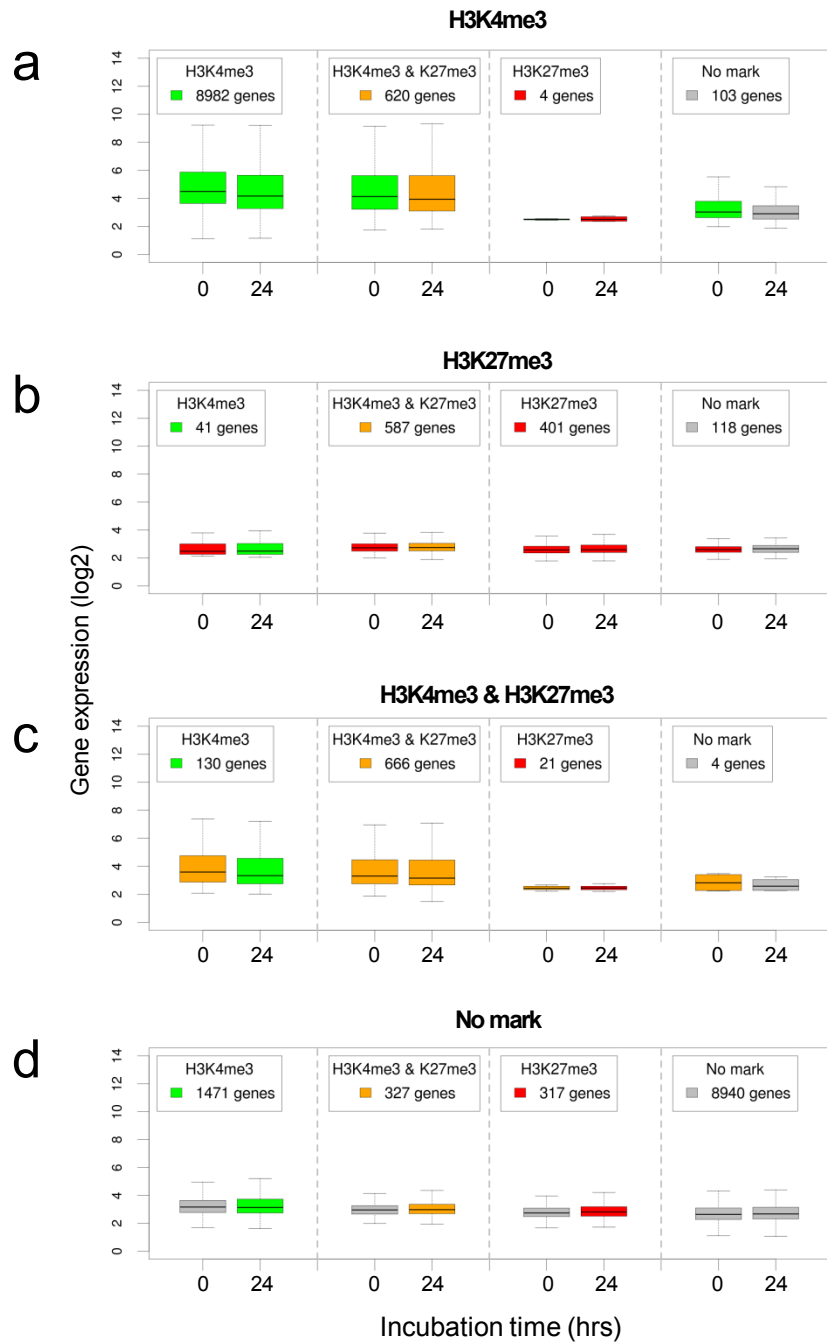 H3K4me3
a
H3K4me3
8982 genes
H3K4me3 & K27me3
620 genes
H3K27me3
4 genes
No mark
103 genes
14
12
10
8
6
4
2
0
0 24 0 24 0 24 0 24
H3K27me3
b
H3K4me3
41 genes
H3K4me3 & K27me3
587 genes
H3K27me3
401 genes
No mark
118 genes
14
12
10
8
6
4
2
0
0 24 0 24 0 24 0 24
Gene expression (log2)
H3K4me3 & H3K27me3
c
H3K4me3
130 genes
H3K4me3 & K27me3
666 genes
H3K27me3
21 genes
No mark
4 genes
14
12
10
8
6
4
2
0
0 24 0 24 0 24 0 24
No mark
d
H3K4me3
1471 genes
H3K4me3 & K27me3
327 genes
H3K27me3
317 genes
No mark
8940 genes
14
12
10
8
6
4
2
0
0 24 0 24 0 24 0 24
Incubation time (hrs)